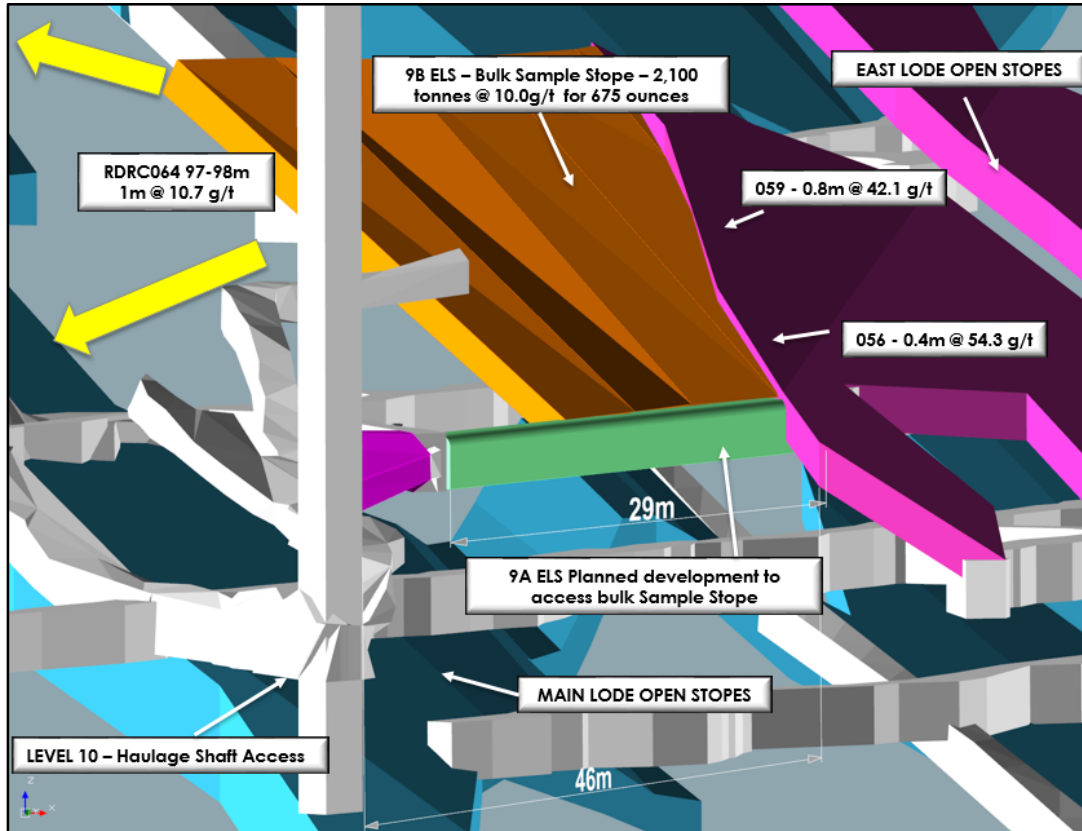 9B ELS – Bulk Sample Stope – 2,100
tonnes @ 10.0g/t for 675 ounces
EAST LODE OPEN STOPES
RDRC064 97-98m
1m @ 10.7 g/t
059 - 0.8m @ 42.1 g/t
056 - 0.4m @ 54.3 g/t
29m
9A ELS Planned development to
access bulk Sample Stope
MAIN LODE OPEN STOPES
LEVEL 10 – Haulage Shaft Access
46m
Z
Y
X